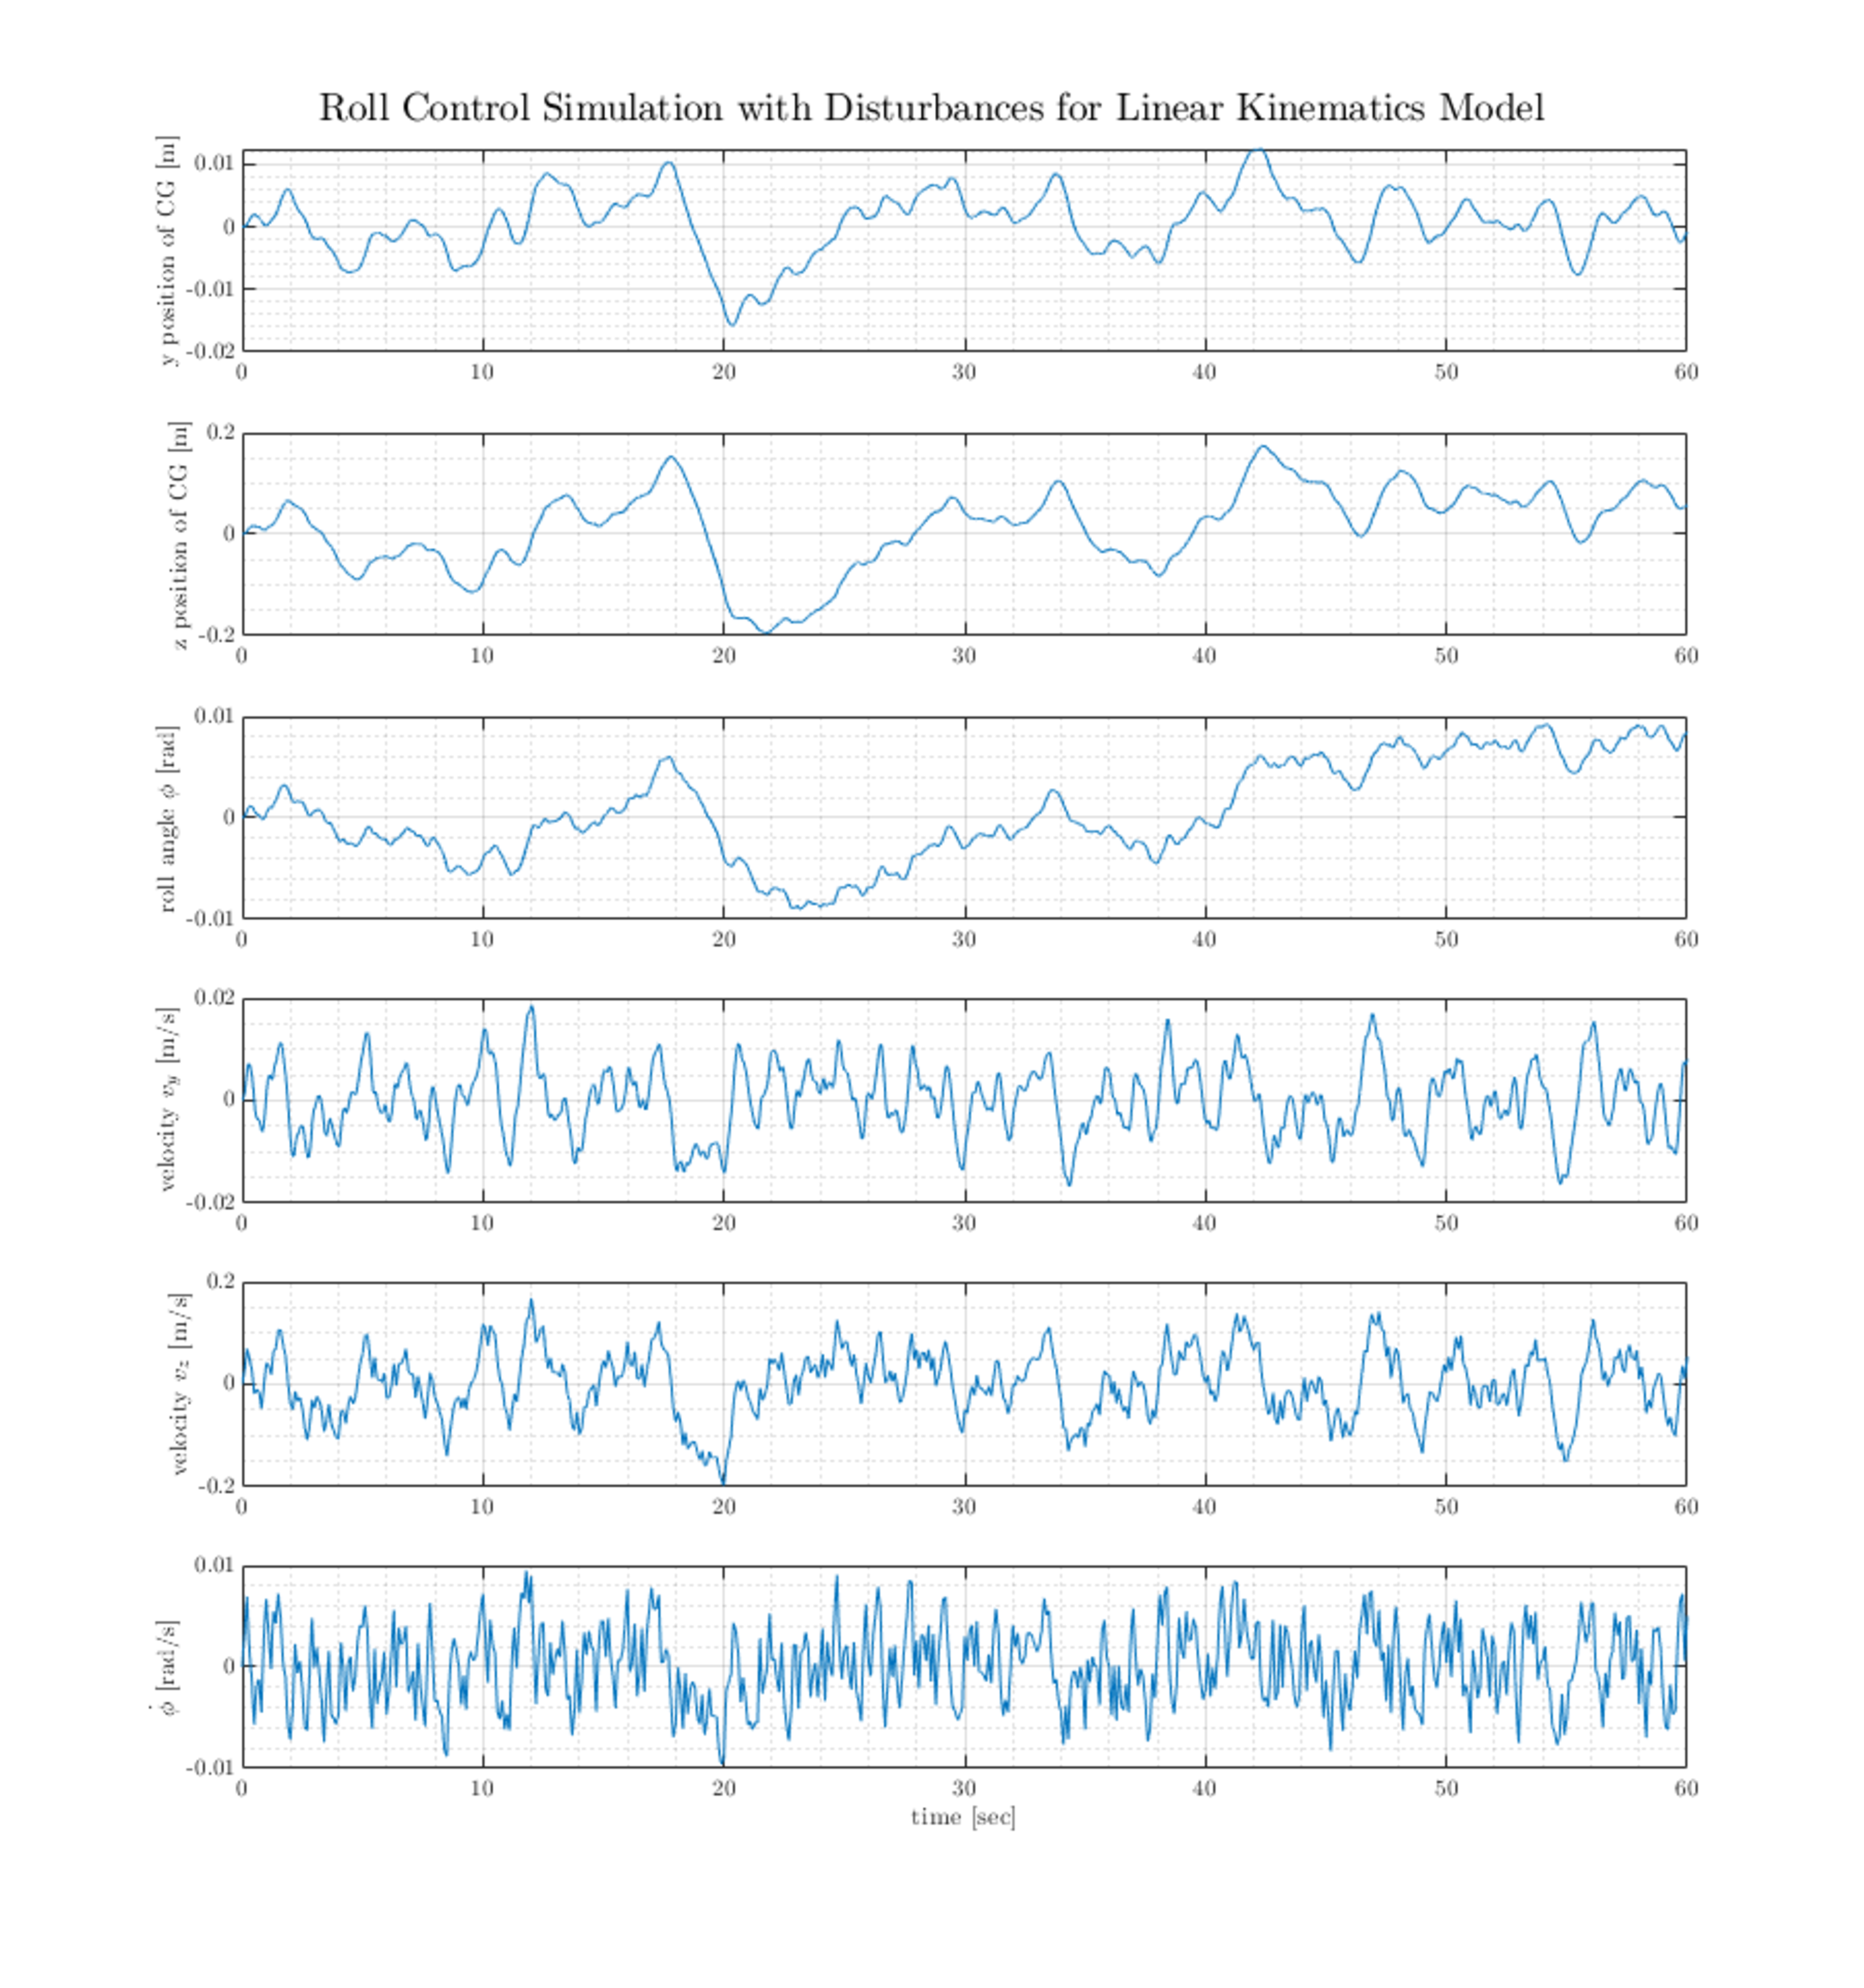 Roll Control Simulation with Disturbances for Linear Kinematics Model
y position of CG [m]
0.01
0
-0.01
-0.02
0 10 20 30 40 50 60
z position of CG [m]
0.2
0
-0.2
0 10 20 30 40 50 60
roll angle ϕ [rad]
0.01
0
-0.01
0 10 20 30 40 50 60
velocity v_y [m/s]
0.02
0
-0.02
0 10 20 30 40 50 60
velocity v_z [m/s]
0.2
0
-0.2
0 10 20 30 40 50 60
ϕ̇ [rad/s]
0.01
0
-0.01
0 10 20 30 40 50 60
time [sec]